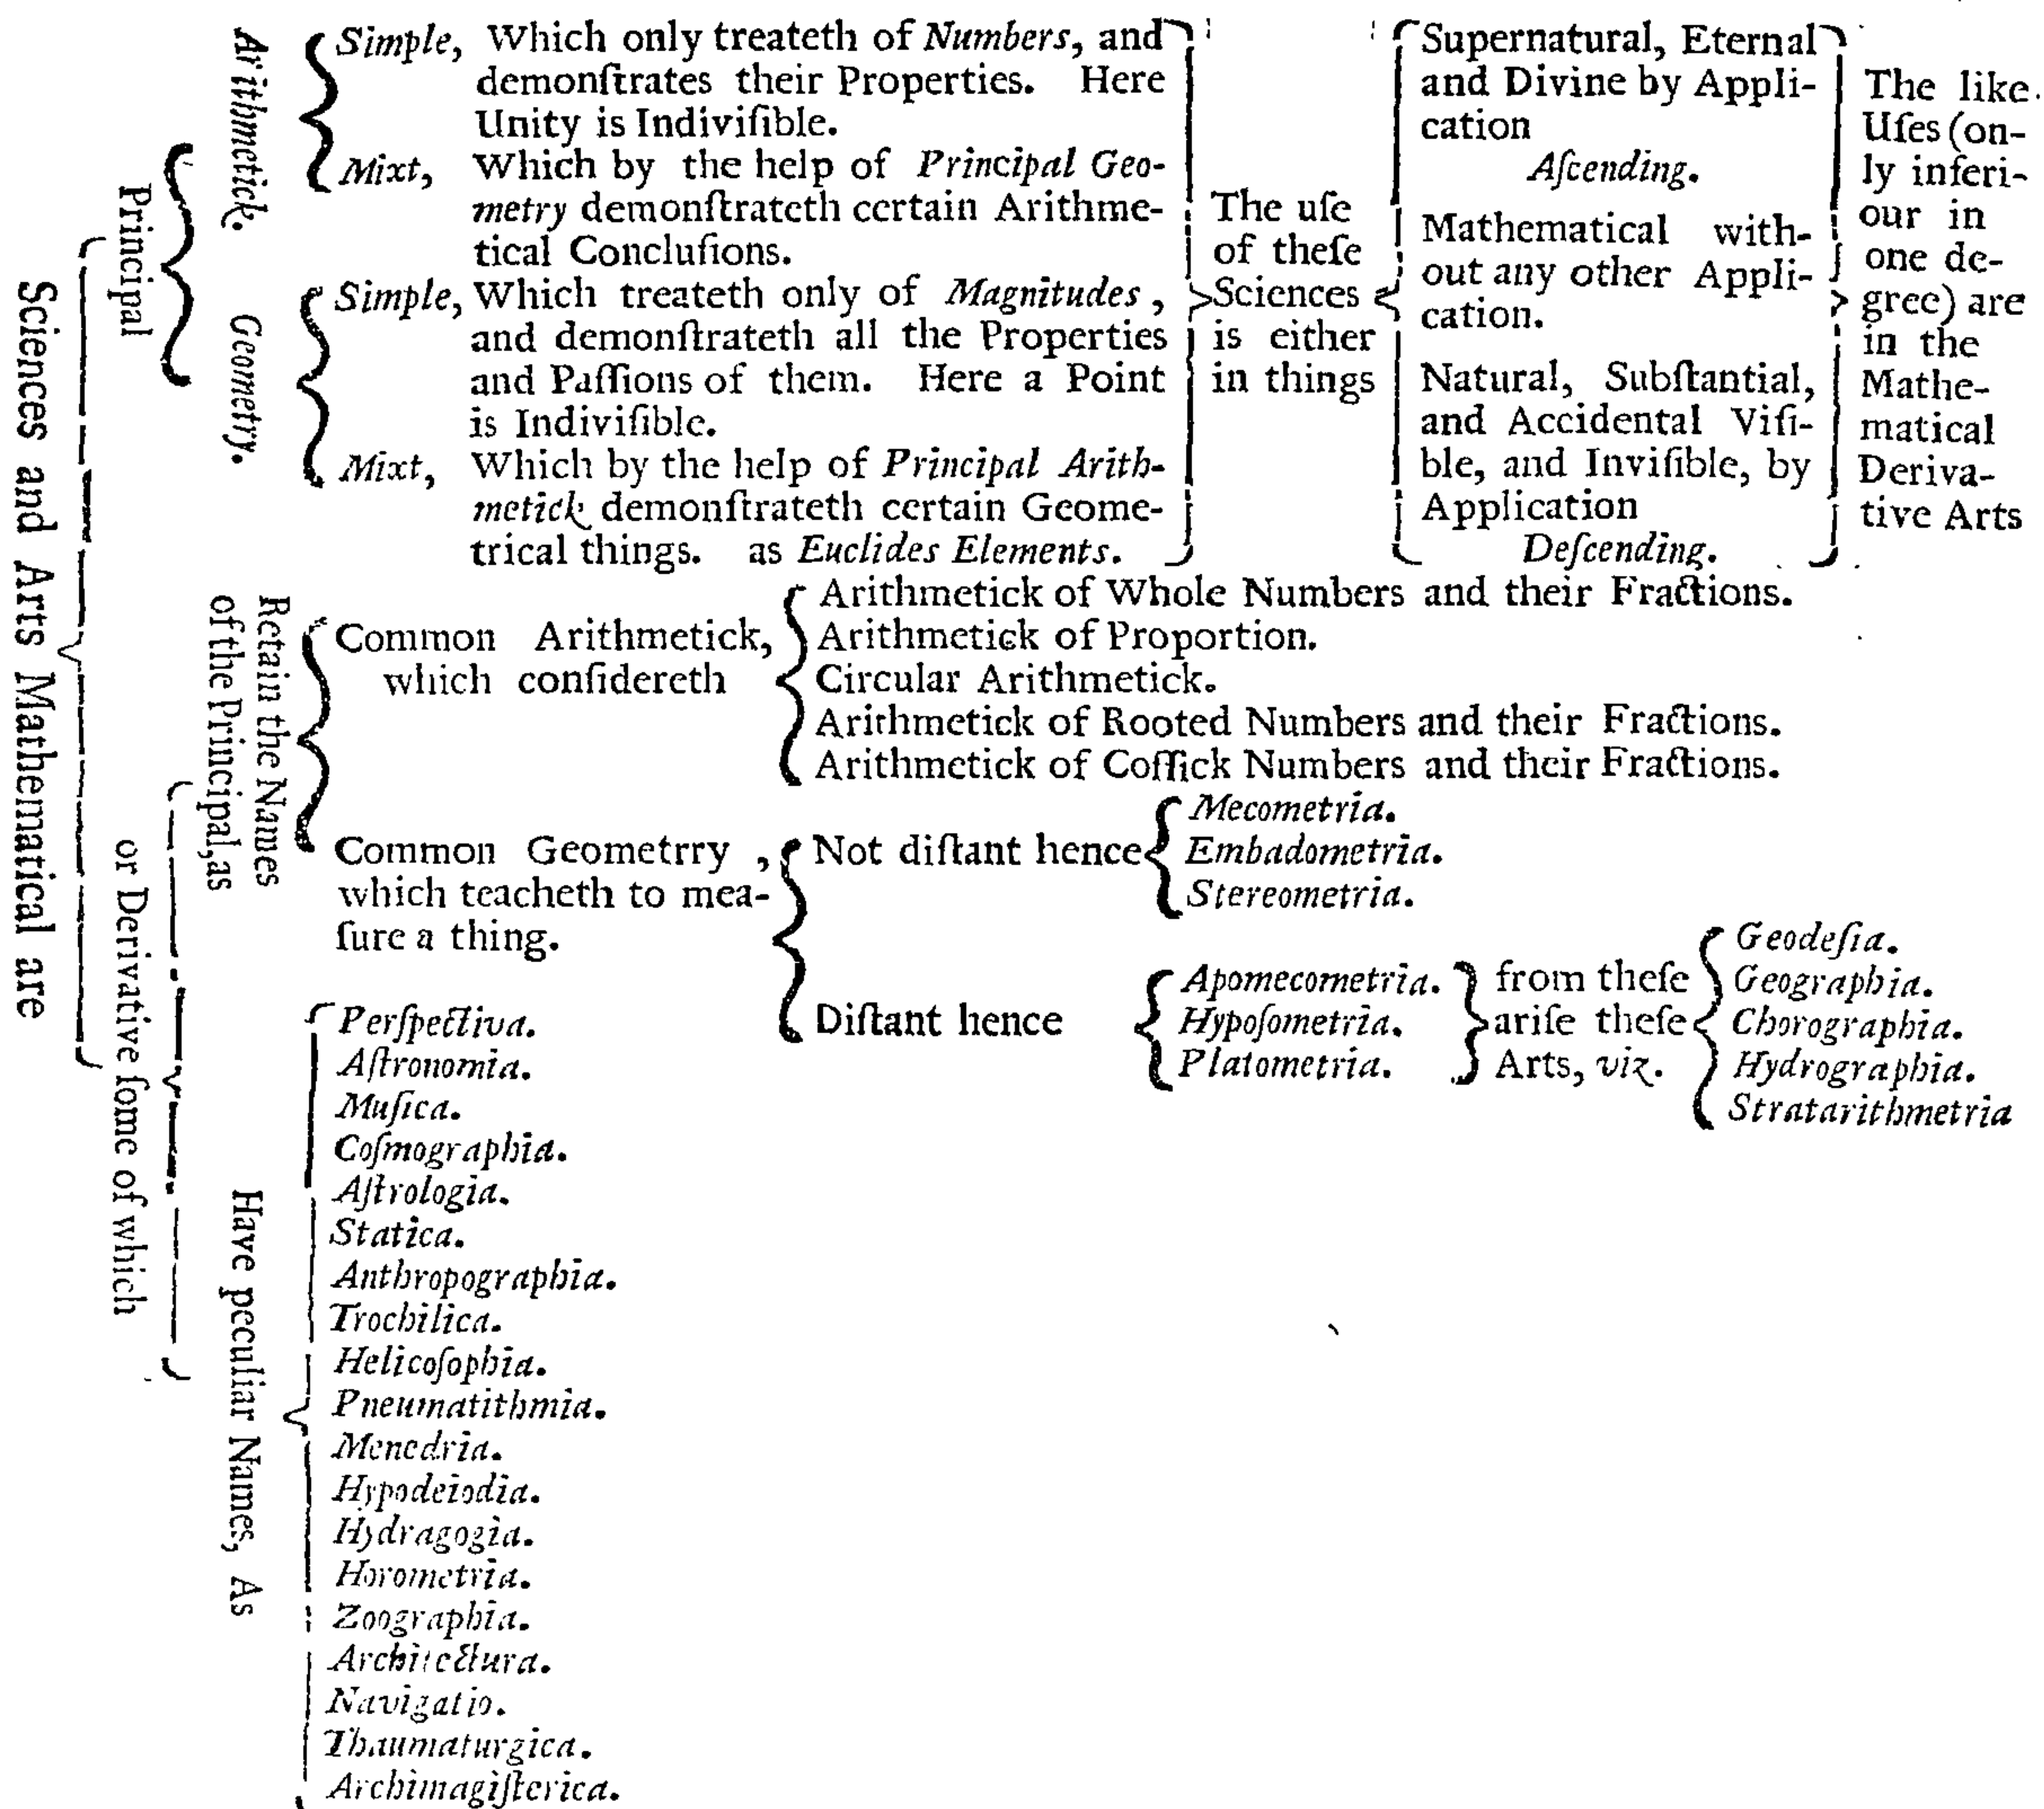 Sciences and Arts Mathematical are
Principal
Arithmetick.
Simple, Which only treateth of Numbers, and
demonſtrates their Properties. Here
Unity is Indiviſible.
Mixt, Which by the help of Principal Geo-
metry demonſtrateth certain Arithme-
tical Concluſions.
Geometry.
Simple, Which treateth only of Magnitudes,
and demonſtrateth all the Properties
and Paſſions of them. Here a Point
is Indiviſible.
Mixt, Which by the help of Principal Arith-
metick demonſtrateth certain Geome-
trical things. as Euclides Elements.
The uſe
of theſe
Sciences
is either
in things
Supernatural, Eternal
and Divine by Appli-
cation
Aſcending.
Mathematical with-
out any other Appli-
cation.
Natural, Subſtantial,
and Accidental Viſi-
ble, and Inviſible, by
Application
Deſcending.
The like
Uſes (on-
ly inferi-
our in
one de-
gree) are
in the
Mathe-
matical
Deriva-
tive Arts
or Derivative ſome of which
Retain the Names
of the Principal, as
Common Arithmetick,
which conſidereth
Arithmetick of Whole Numbers and their Fractions.
Arithmetick of Proportion.
Circular Arithmetick.
Arithmetick of Rooted Numbers and their Fractions.
Arithmetick of Coſſick Numbers and their Fractions.
Common Geometrry,
which teacheth to mea-
ſure a thing.
Not diſtant hence
Mecometria.
Embadometria.
Stereometria.
Diſtant hence
Apomecometria.
Hypoſometria.
Platometria.
from theſe
ariſe theſe
Arts, viz.
Geodeſia.
Geographia.
Chorographia.
Hydrographia.
Stratarithmetria
Have peculiar Names, As
Perſpectiva.
Aſtronomia.
Muſica.
Coſmographia.
Aſtrologia.
Statica.
Anthropographia.
Trochilica.
Helicoſophia.
Pneumatithmia.
Menedria.
Hypodeiodia.
Hydragogia.
Horometria.
Zoographia.
Architectura.
Navigatio.
Thaumaturgica.
Archimagiſterica.